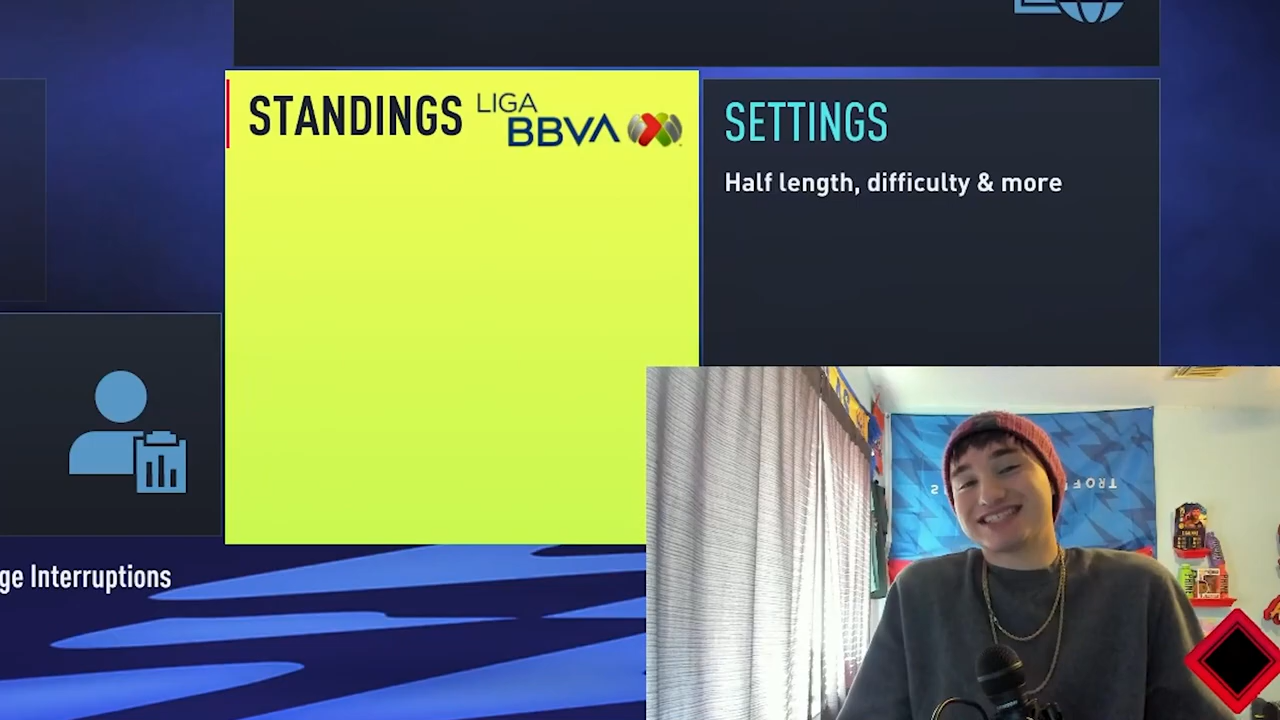 STANDINGS
LIGA
BBVA
SETTINGS
Half length, difficulty & more
ge Interruptions